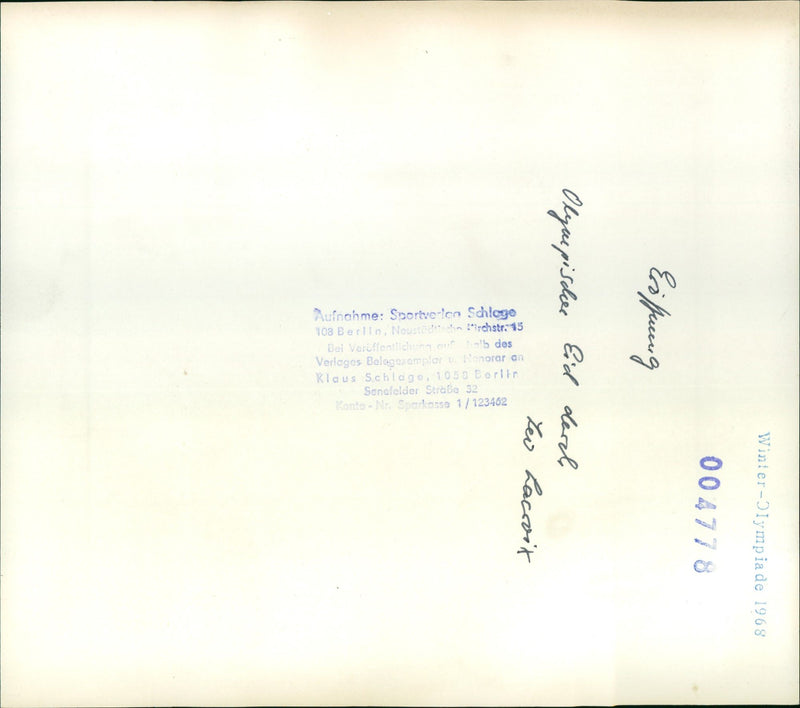 Winter-Olympiade 1968
004778
Eröffnung
Olympischer Eid durch
Leo Lacroix
Aufnahme: Sportverlag Schlage
108 Berlin, Neustädtische Kirchstr. 15
Bei Veröffentlichung außerhalb des
Verlages Belegexemplar u. Honorar an
Klaus Schlage, 1058 Berlin
Senefelder Straße 32
Konto-Nr. Sparkasse 1/123462